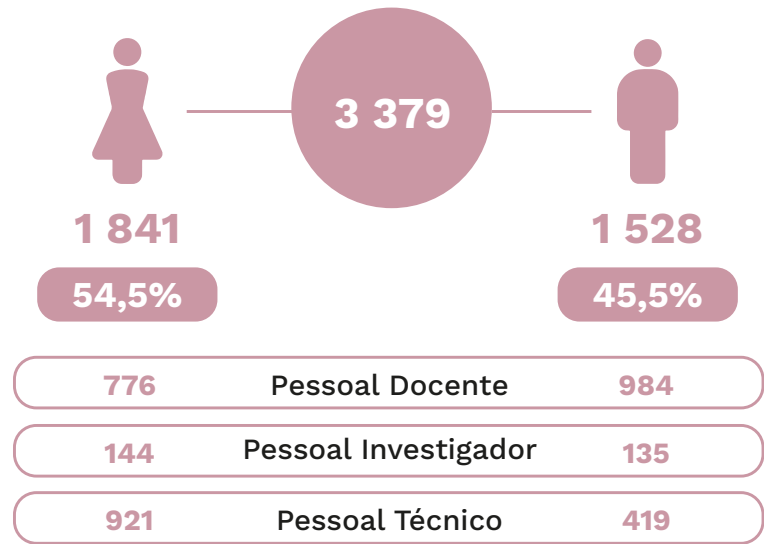 3 379
1 841 1 528
54,5% 45,5%
776 Pessoal Docente 984
144 Pessoal Investigador 135
921 Pessoal Técnico 419